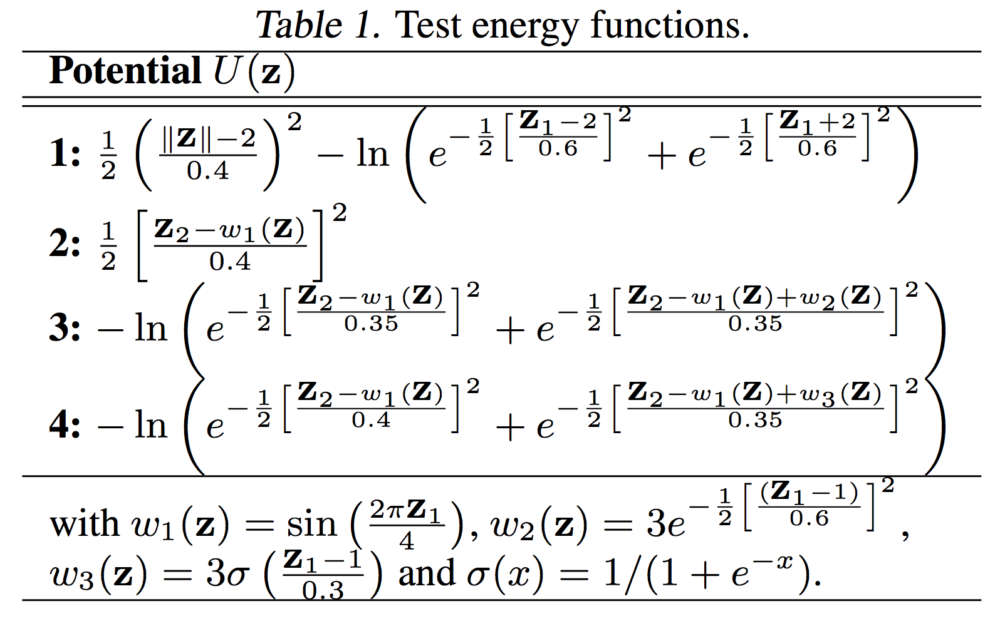 Table 1. Test energy functions.
Potential U(𝐳)
1: $\frac{1}{2}\left(\frac{\|\mathbf{z}\|-2}{0.4}\right)^2 - \ln\left(e^{-\frac{1}{2}\left[\frac{\mathbf{z}_1-2}{0.6}\right]^2} + e^{-\frac{1}{2}\left[\frac{\mathbf{z}_1+2}{0.6}\right]^2}\right)$
2: $\frac{1}{2}\left[\frac{\mathbf{z}_2-w_1(\mathbf{z})}{0.4}\right]^2$
3: $-\ln\left(e^{-\frac{1}{2}\left[\frac{\mathbf{z}_2-w_1(\mathbf{z})}{0.35}\right]^2} + e^{-\frac{1}{2}\left[\frac{\mathbf{z}_2-w_1(\mathbf{z})+w_2(\mathbf{z})}{0.35}\right]^2}\right)$
4: $-\ln\left(e^{-\frac{1}{2}\left[\frac{\mathbf{z}_2-w_1(\mathbf{z})}{0.4}\right]^2} + e^{-\frac{1}{2}\left[\frac{\mathbf{z}_2-w_1(\mathbf{z})+w_3(\mathbf{z})}{0.35}\right]^2}\right)$
with $w_1(\mathbf{z}) = \sin\left(\frac{2\pi\mathbf{z}_1}{4}\right)$, $w_2(\mathbf{z}) = 3e^{-\frac{1}{2}\left[\frac{(\mathbf{z}_1-1)}{0.6}\right]^2}$,
$w_3(\mathbf{z}) = 3\sigma\left(\frac{\mathbf{z}_1-1}{0.3}\right)$ and $\sigma(x) = 1/(1+e^{-x})$.